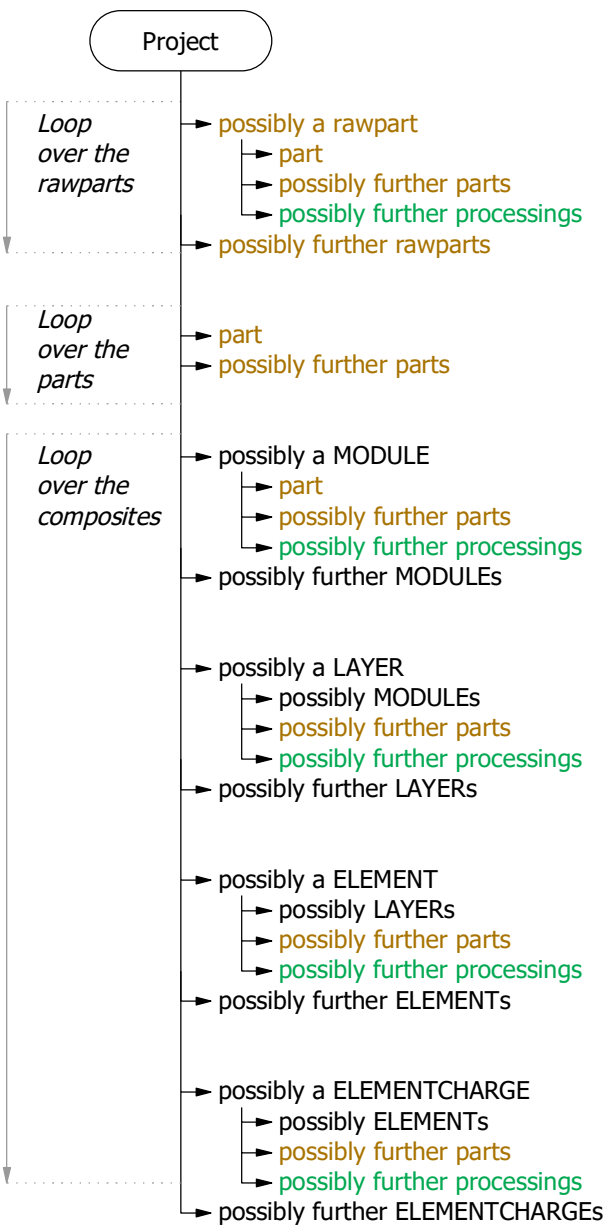 Project
Loop
over the
rawparts
possibly a rawpart
part
possibly further parts
possibly further processings
possibly further rawparts
Loop
over the
parts
part
possibly further parts
Loop
over the
composites
possibly a MODULE
part
possibly further parts
possibly further processings
possibly further MODULEs
possibly a LAYER
possibly MODULEs
possibly further parts
possibly further processings
possibly further LAYERs
possibly a ELEMENT
possibly LAYERs
possibly further parts
possibly further processings
possibly further ELEMENTs
possibly a ELEMENTCHARGE
possibly ELEMENTs
possibly further parts
possibly further processings
possibly further ELEMENTCHARGEs